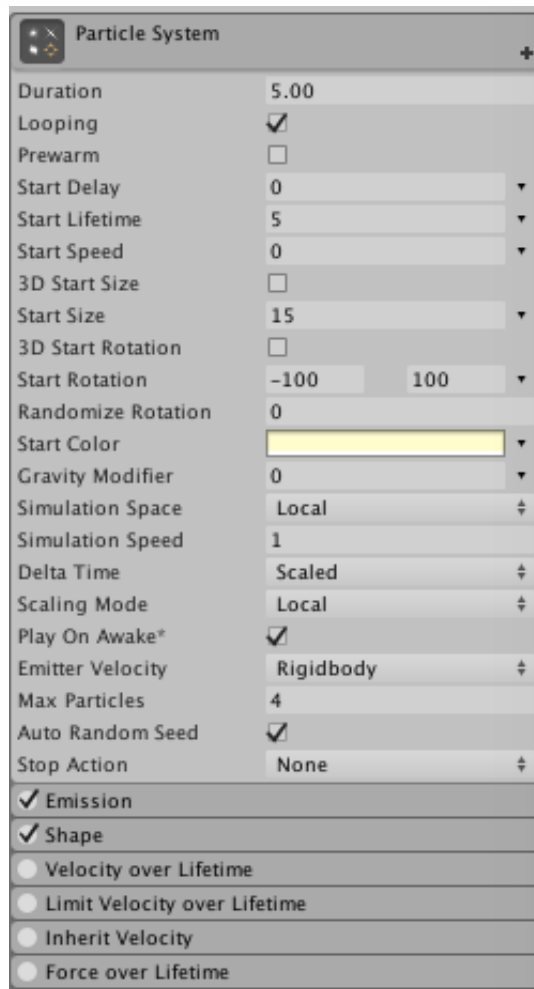 Particle System
Duration 5.00
Looping
Prewarm
Start Delay 0
Start Lifetime 5
Start Speed 0
3D Start Size
Start Size 15
3D Start Rotation
Start Rotation -100 100
Randomize Rotation 0
Start Color
Gravity Modifier 0
Simulation Space Local
Simulation Speed 1
Delta Time Scaled
Scaling Mode Local
Play On Awake*
Emitter Velocity Rigidbody
Max Particles 4
Auto Random Seed
Stop Action None
Emission
Shape
Velocity over Lifetime
Limit Velocity over Lifetime
Inherit Velocity
Force over Lifetime